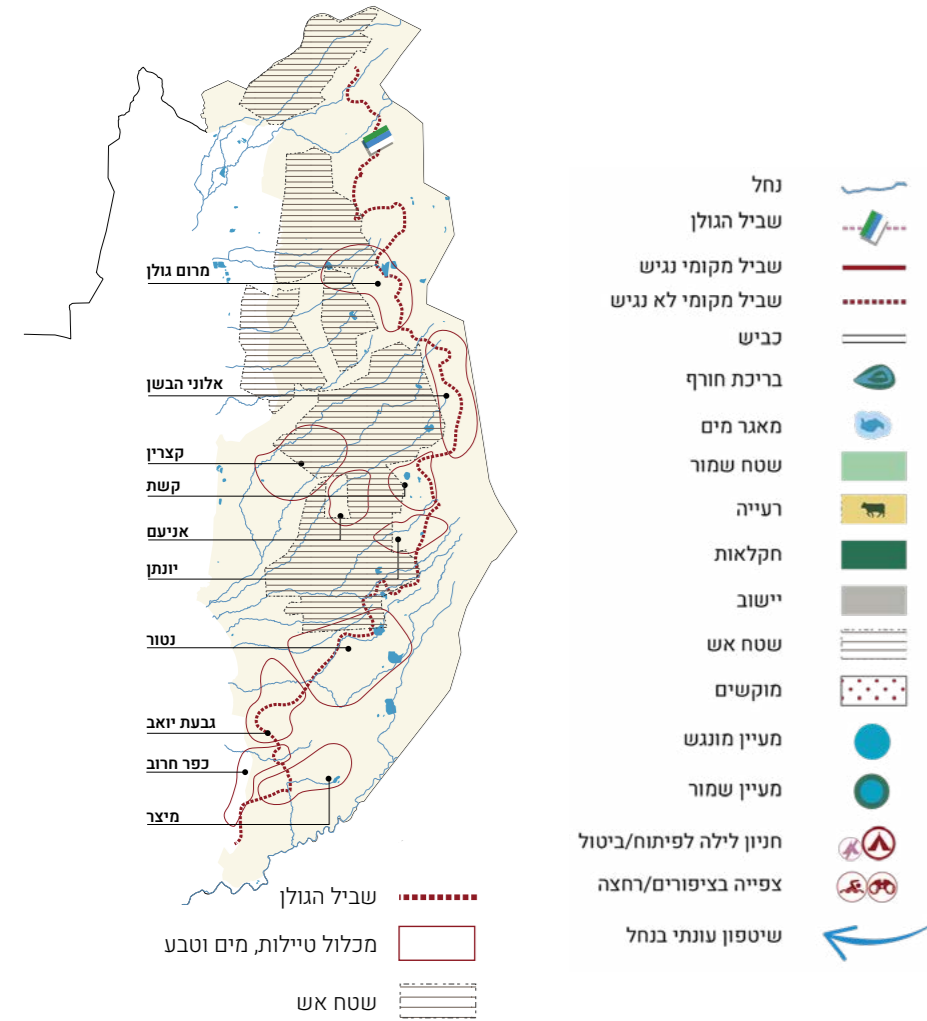 מרום גולן
אלוני הבשן
קצרין
קשת
אניעם
יונתן
נטור
גבעת יואב
כפר חרוב
מיצר
שביל הגולן
מכלול טיילות, מים וטבע
שטח אש
נחל
שביל הגולן
שביל מקומי נגיש
שביל מקומי לא נגיש
כביש
בריכת חורף
מאגר מים
שטח שמור
רעייה
חקלאות
יישוב
שטח אש
מוקשים
מעיין מונגש
מעיין שמור
חניון לילה לפיתוח/ביטול
צפייה בציפורים/רחצה
שיטפון עונתי בנחל